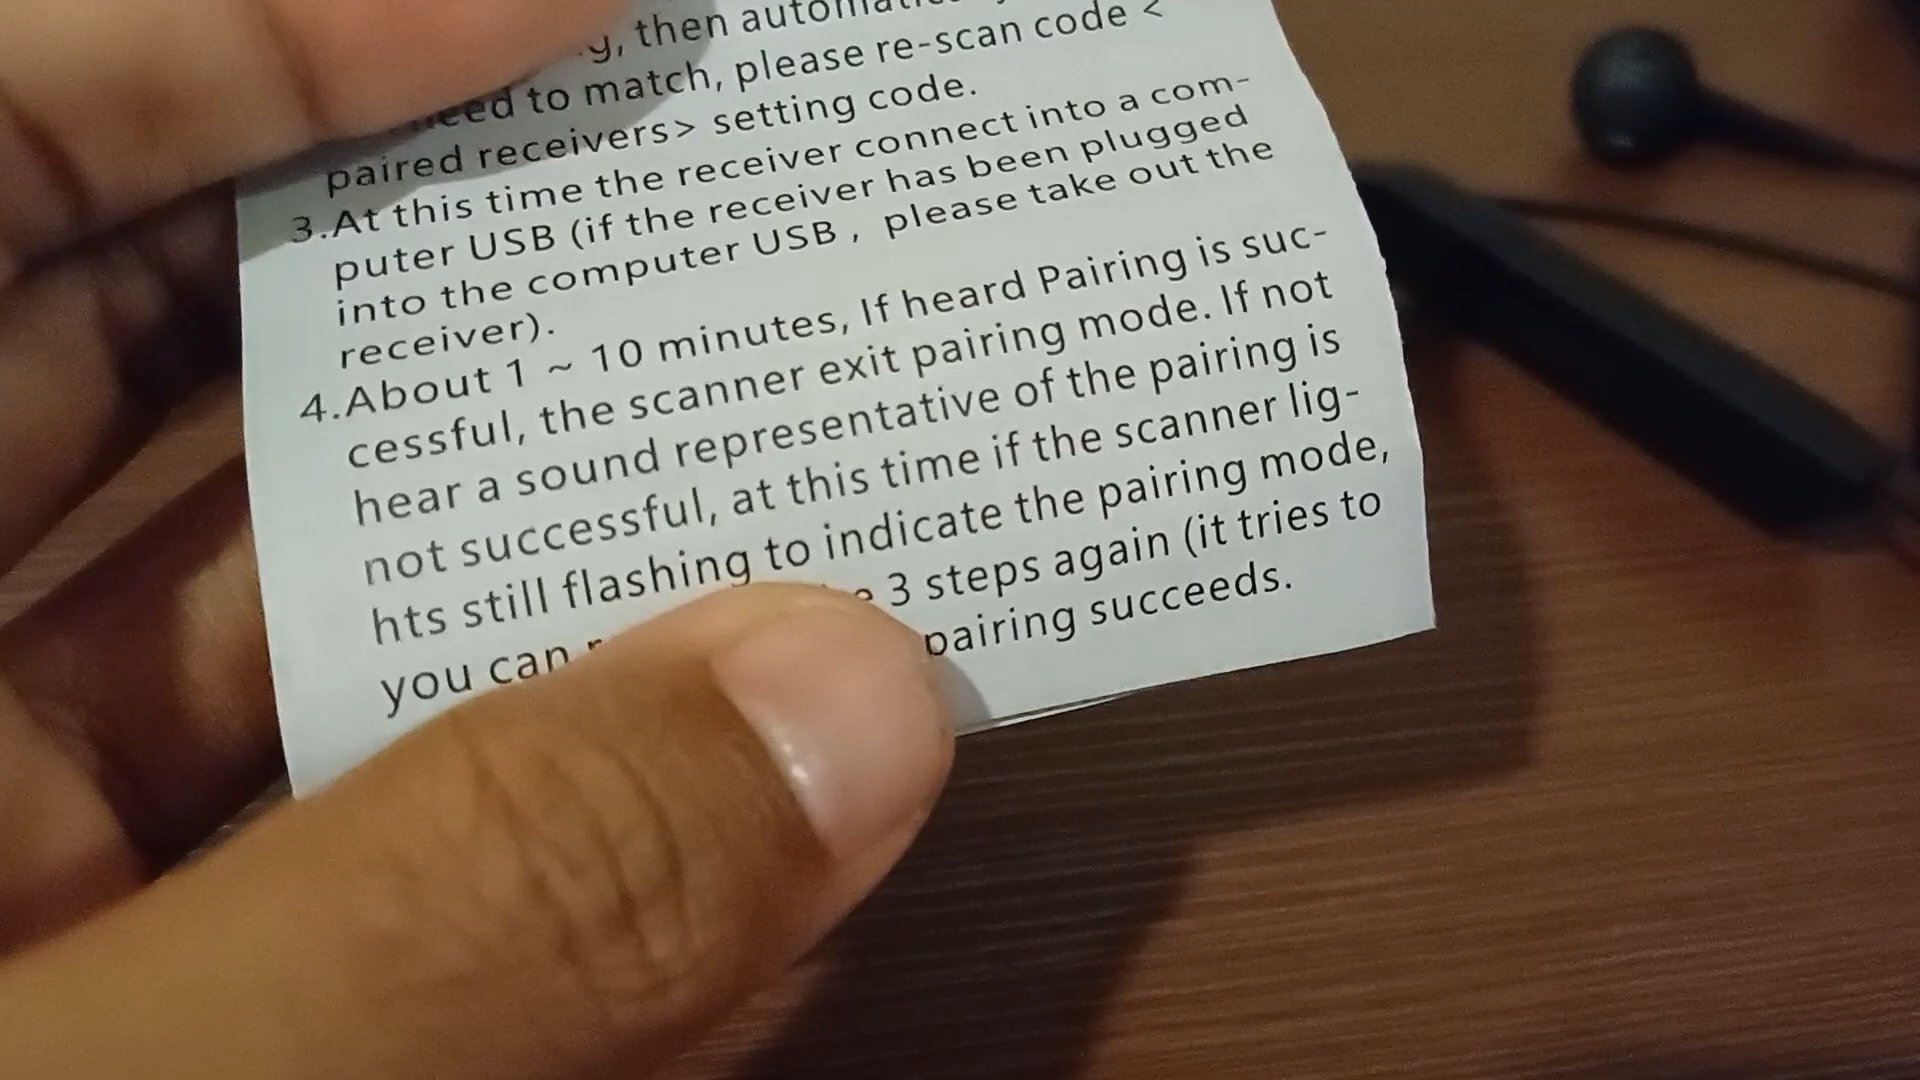 then automatically
need to match, please re-scan code <
paired receivers> setting code.
3.At this time the receiver connect into a com-
puter USB (if the receiver has been plugged
into the computer USB , please take out the
receiver).
4.About 1 ~ 10 minutes, If heard Pairing is suc-
cessful, the scanner exit pairing mode. If not
hear a sound representative of the pairing is
not successful, at this time if the scanner lig-
hts still flashing to indicate the pairing mode,
you can 3 steps again (it tries to
pairing succeeds.